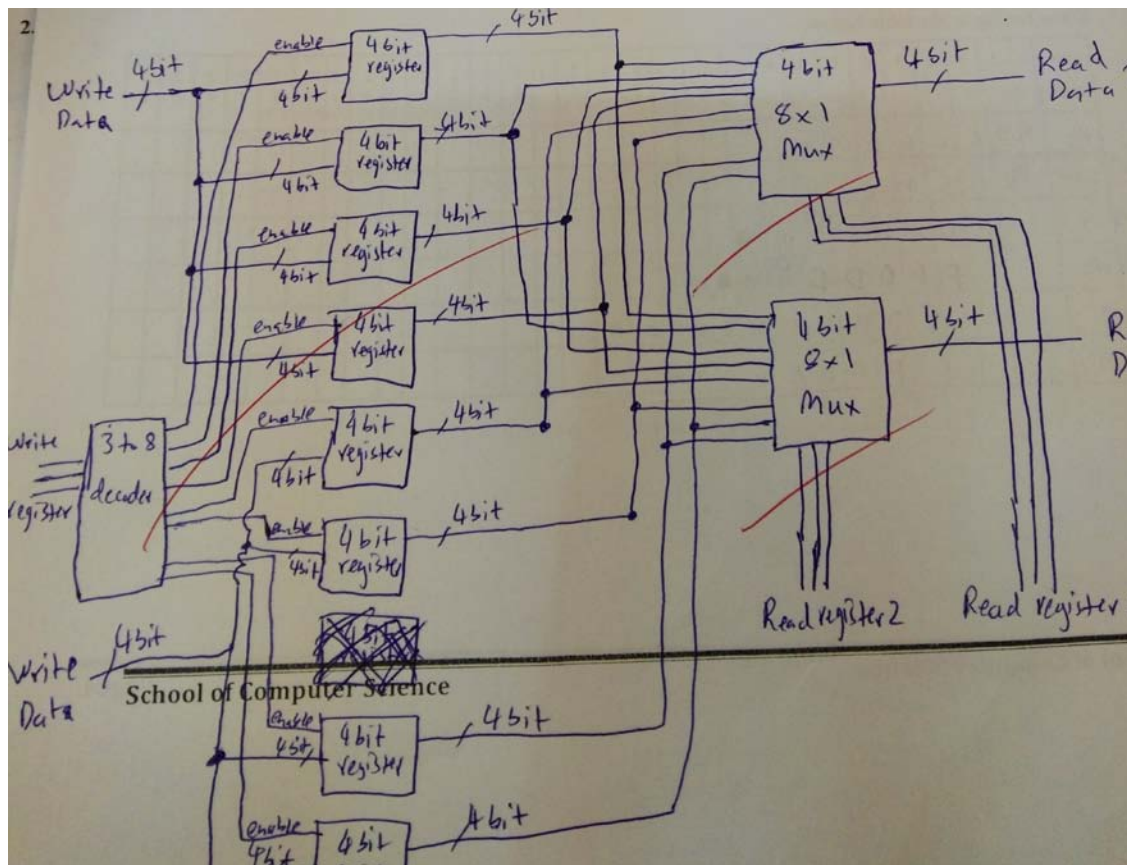 2.
4bit
Write
Data
enable
4bit
4bit
register
4bit
enable
4bit
4bit
register
4bit
enable
4bit
4bit
register
4bit
enable
4bit
4bit
register
4bit
enable
4bit
4bit
register
4bit
enable
4bit
4bit
register
4bit
Write
register
3 to 8
decoder
4bit
8x1
Mux
4bit
Read
Data
4bit
8x1
Mux
4bit
R
D
Read register2
Read register
4bit
Write
Data
School of Computer Science
enable
4bit
4bit
register
4bit
enable
4bit
4bit
4bit